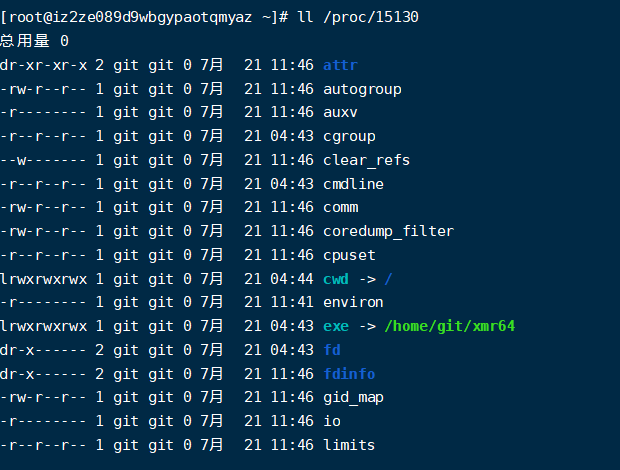 [root@iz2ze089d9wbgypaotqmyaz ~]# ll /proc/15130
总用量 0
dr-xr-xr-x 2 git git 0 7月  21 11:46 attr
-rw-r--r-- 1 git git 0 7月  21 11:46 autogroup
-r-------- 1 git git 0 7月  21 11:46 auxv
-r--r--r-- 1 git git 0 7月  21 04:43 cgroup
--w------- 1 git git 0 7月  21 11:46 clear_refs
-r--r--r-- 1 git git 0 7月  21 04:43 cmdline
-rw-r--r-- 1 git git 0 7月  21 11:46 comm
-rw-r--r-- 1 git git 0 7月  21 11:46 coredump_filter
-r--r--r-- 1 git git 0 7月  21 11:46 cpuset
lrwxrwxrwx 1 git git 0 7月  21 04:44 cwd -> /
-r-------- 1 git git 0 7月  21 11:41 environ
lrwxrwxrwx 1 git git 0 7月  21 04:43 exe -> /home/git/xmr64
dr-x------ 2 git git 0 7月  21 04:43 fd
dr-x------ 2 git git 0 7月  21 11:46 fdinfo
-rw-r--r-- 1 git git 0 7月  21 11:46 gid_map
-r-------- 1 git git 0 7月  21 11:46 io
-r--r--r-- 1 git git 0 7月  21 11:46 limits